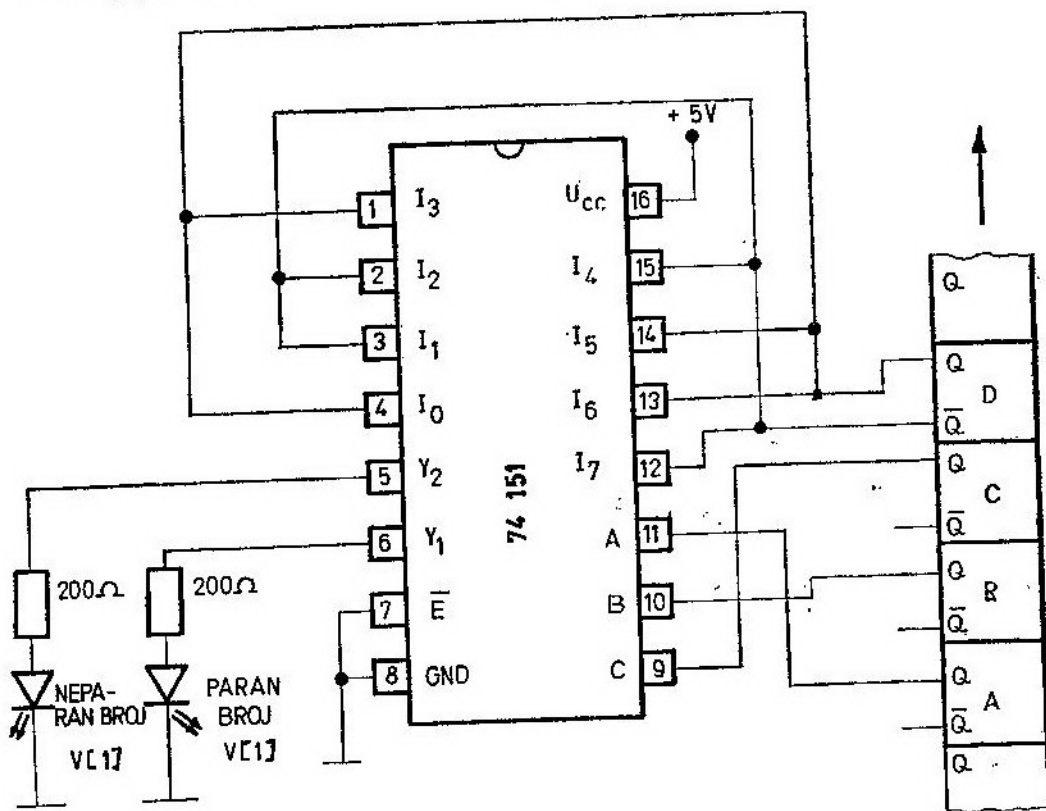 + 5V
1 I3 UCC 16
2 I2 I4 15
3 I1 I5 14
4 I0 I6 13
5 Y2 I7 12
6 Y1 A 11
7 E̅ B 10
8 GND C 9
74 151
200Ω
200Ω
NEPA-
RAN BROJ
V[1]
PARAN
BROJ
V[1]
Q
Q
D
Q̅
Q
C
Q̅
Q
B
Q̅
Q
A
Q̅
Q